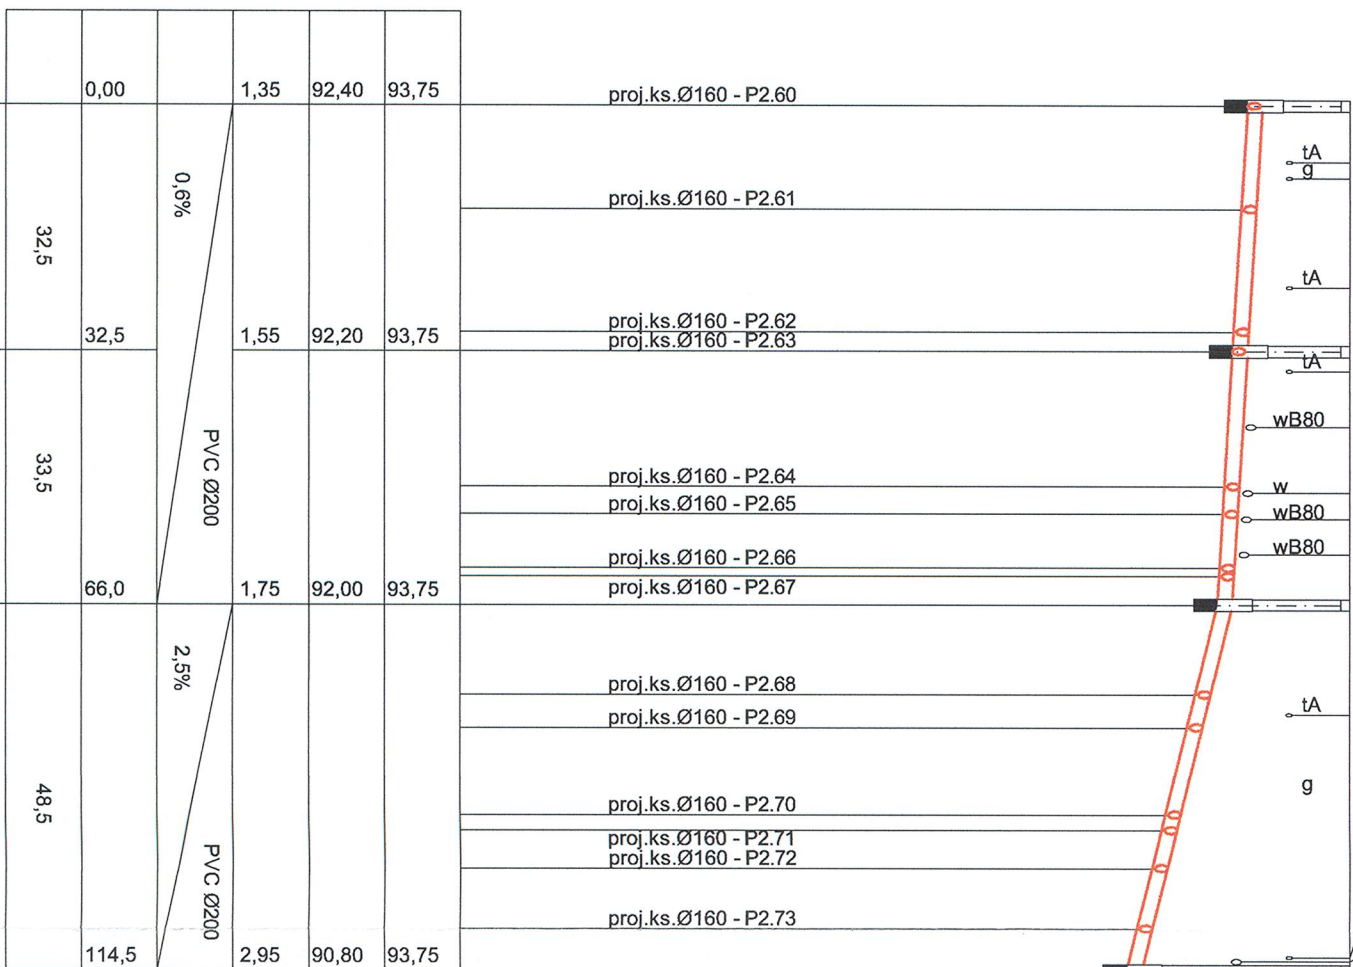 0,00 1,35 92,40 93,75 proj.ks.Ø160 - P2.60
tA
g
0,6%
proj.ks.Ø160 - P2.61
32,5
tA
proj.ks.Ø160 - P2.62
32,5 1,55 92,20 93,75 proj.ks.Ø160 - P2.63
tA
wB80
PVC Ø200
33,5
proj.ks.Ø160 - P2.64
w
proj.ks.Ø160 - P2.65
wB80
wB80
proj.ks.Ø160 - P2.66
66,0 1,75 92,00 93,75 proj.ks.Ø160 - P2.67
2,5%
proj.ks.Ø160 - P2.68
tA
proj.ks.Ø160 - P2.69
g
48,5
proj.ks.Ø160 - P2.70
proj.ks.Ø160 - P2.71
proj.ks.Ø160 - P2.72
PVC Ø200
proj.ks.Ø160 - P2.73
114,5 2,95 90,80 93,75